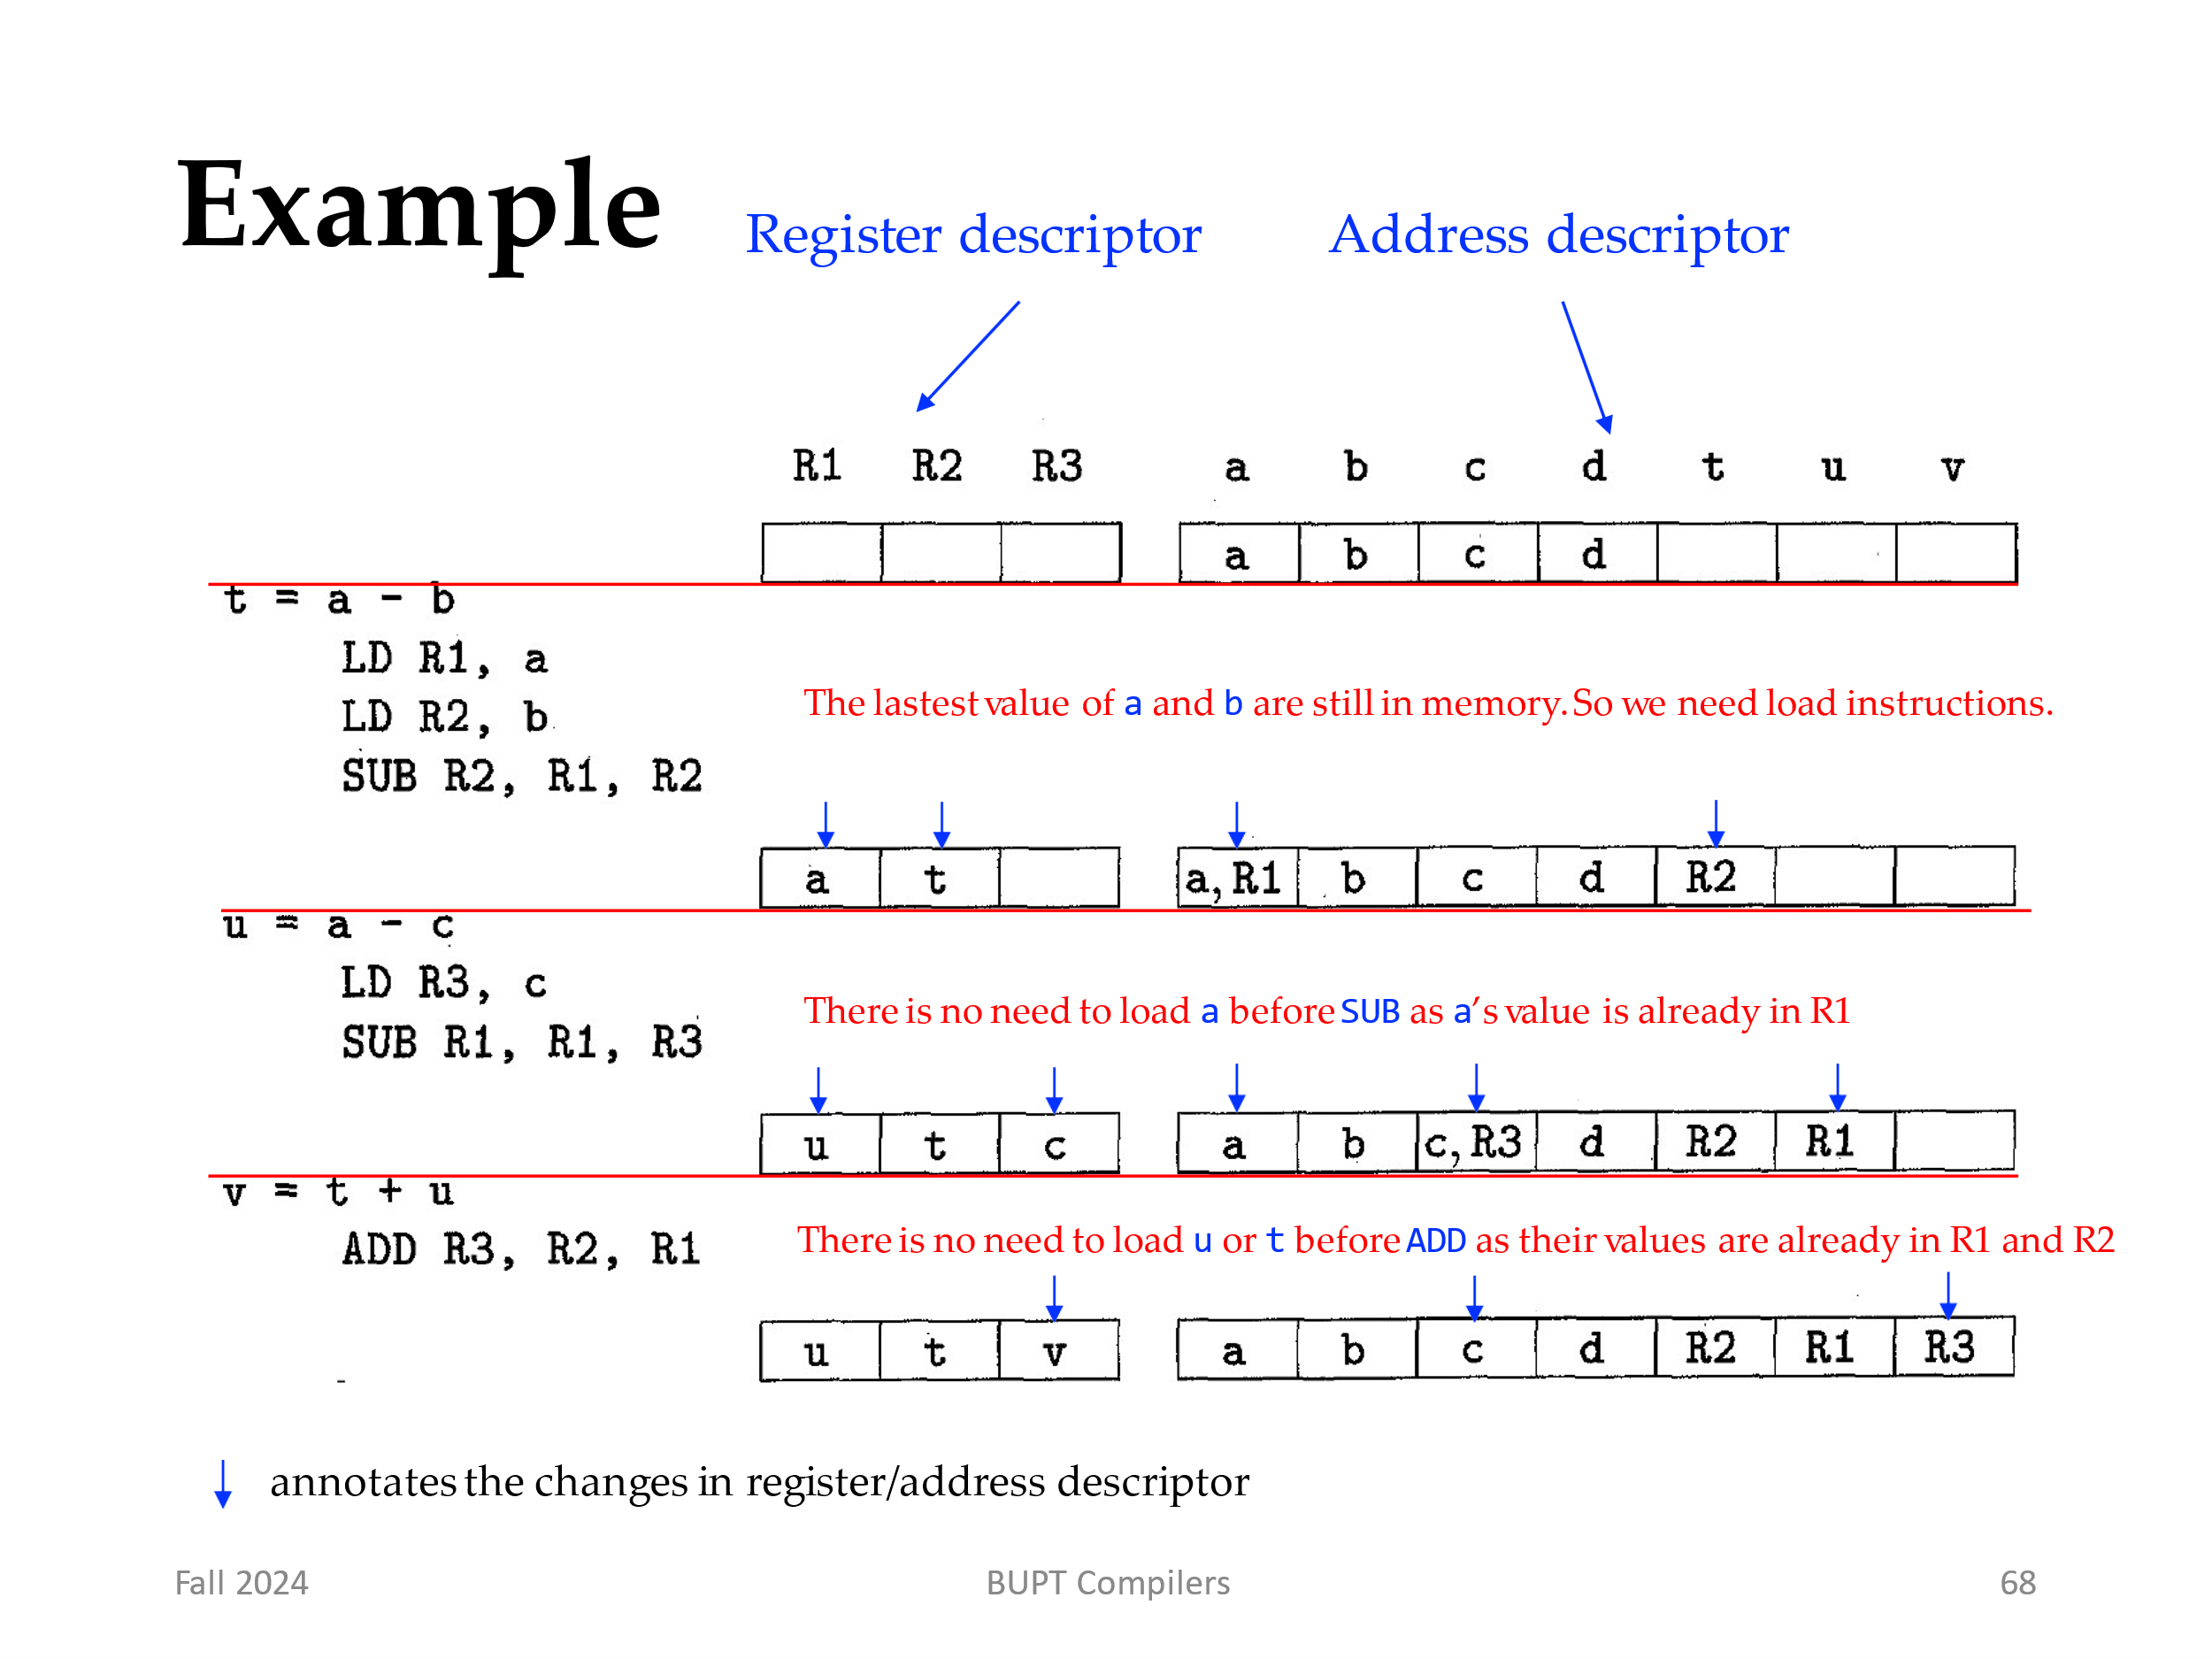 Example
Register descriptor Address descriptor
R1 R2 R3 a b c d t u v
a b c d
t = a - b
LD R1, a
LD R2, b
The lastest value of a and b are still in memory. So we need load instructions.
SUB R2, R1, R2
a t a,R1 b c d R2
u = a - c
LD R3, c
There is no need to load a before SUB as a's value is already in R1
SUB R1, R1, R3
u t c a b c,R3 d R2 R1
v = t + u
ADD R3, R2, R1
There is no need to load u or t before ADD as their values are already in R1 and R2
u t v a b c d R2 R1 R3
annotates the changes in register/address descriptor
Fall 2024 BUPT Compilers 68